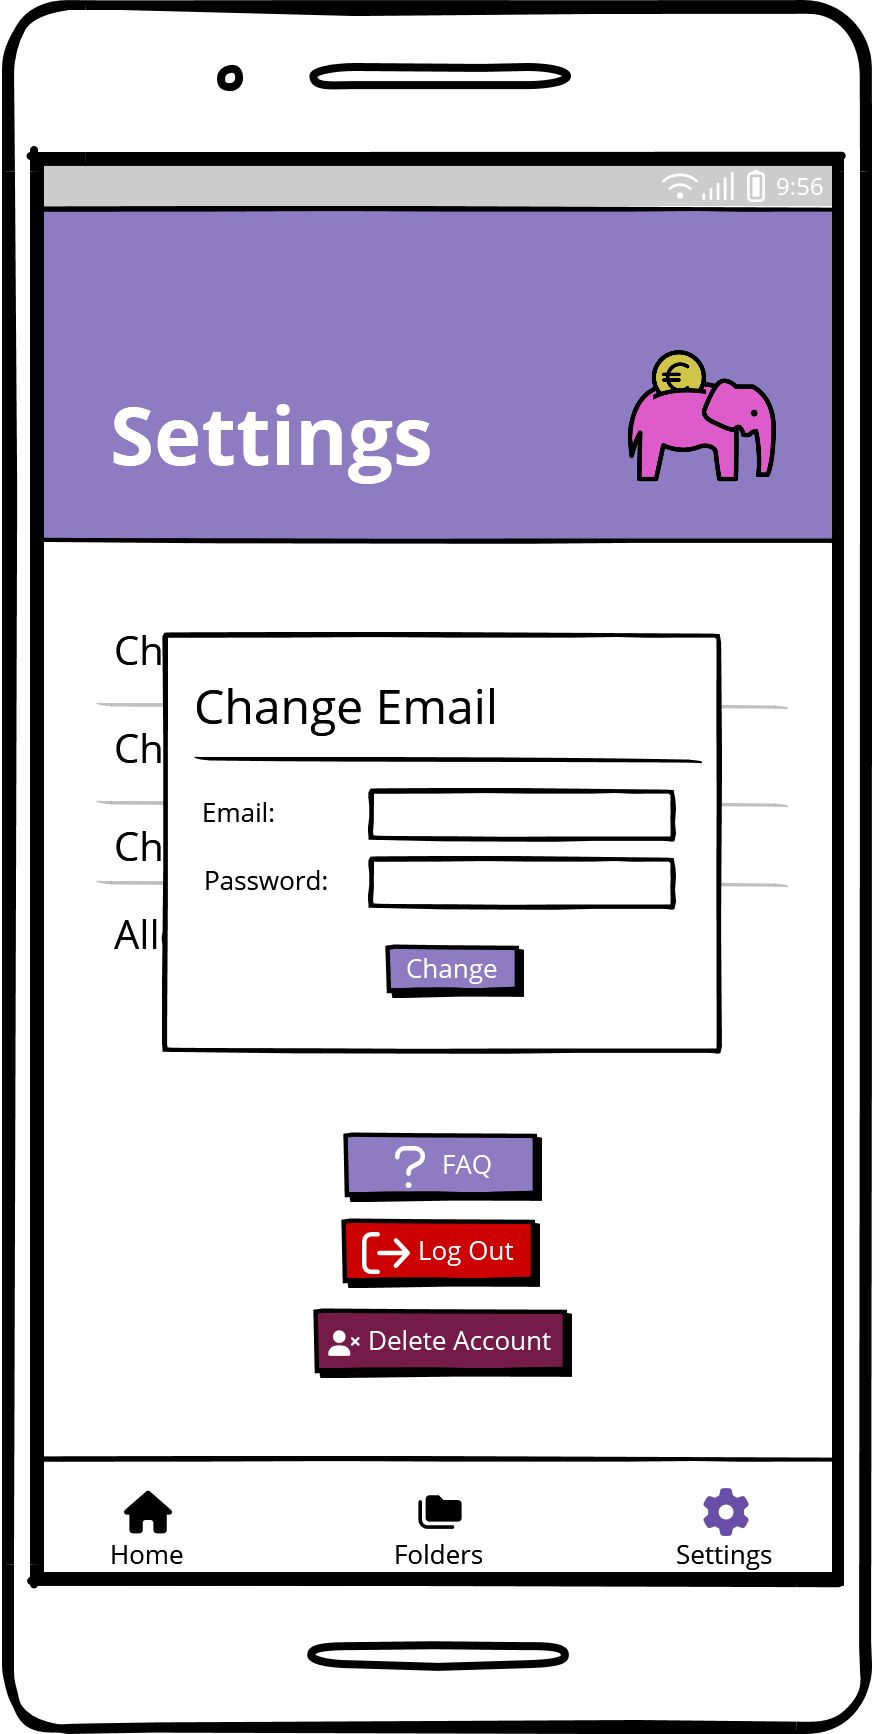 9:56
€
Settings
Ch
Change Email
Ch
Email:
Ch
Password:
All
Change
FAQ
Log Out
Delete Account
Home Folders Settings